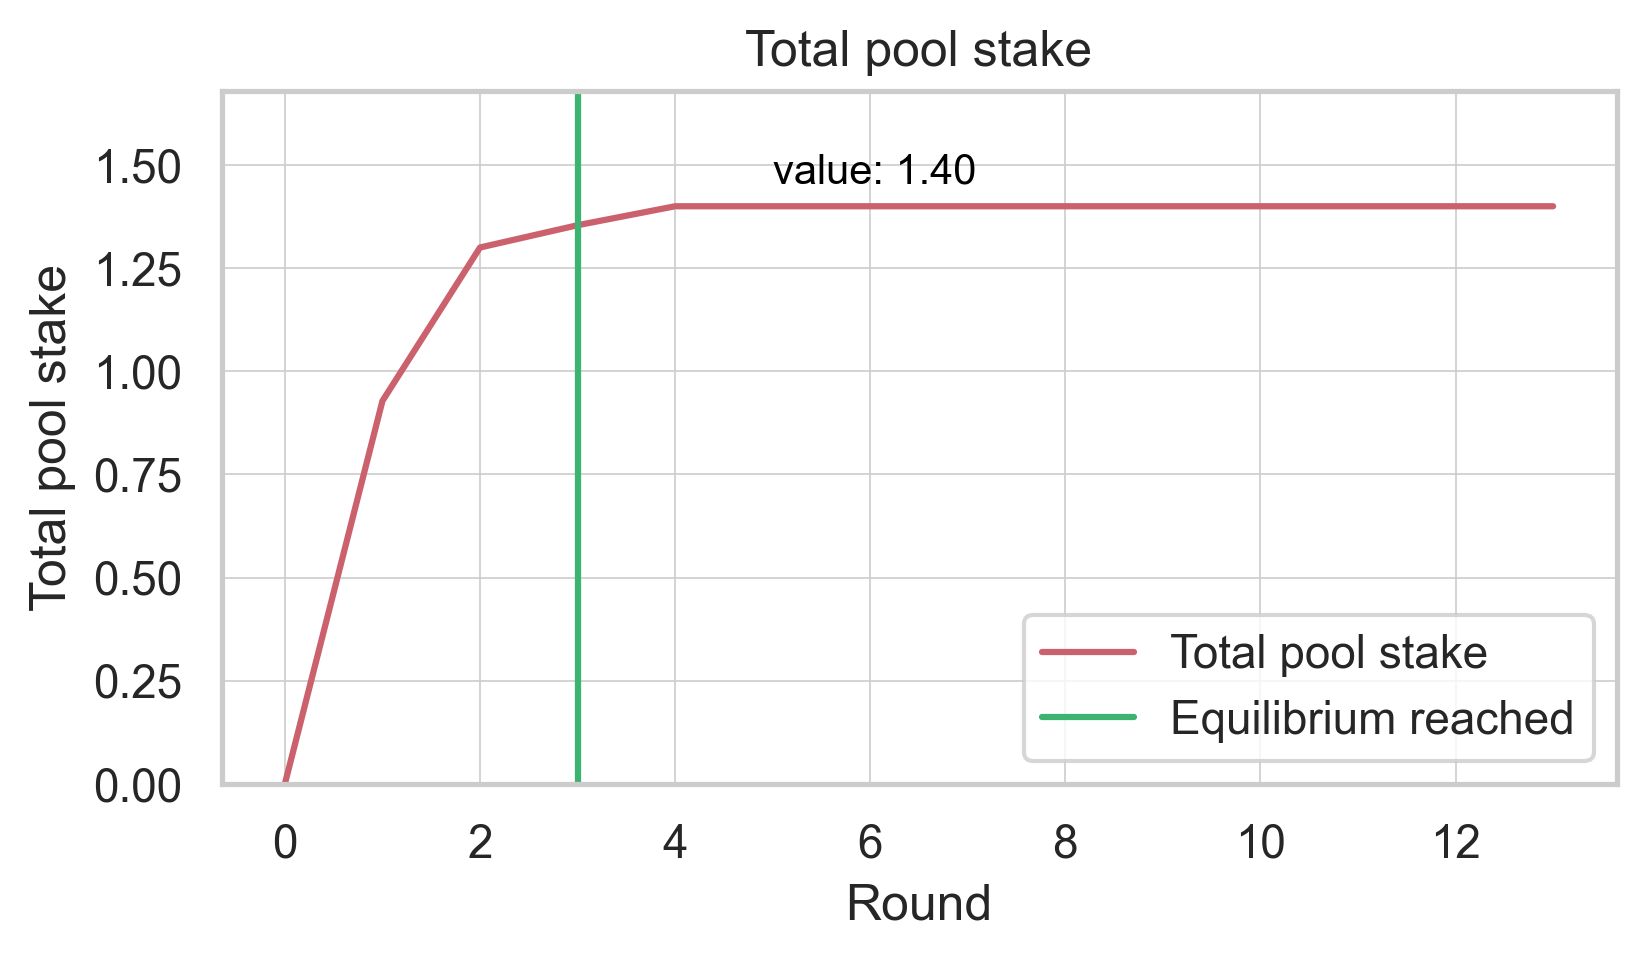 Total pool stake
value: 1.40
Total pool stake
1.50
1.25
1.00
0.75
0.50
0.25
0.00
Total pool stake
Equilibrium reached
0 2 4 6 8 10 12
Round